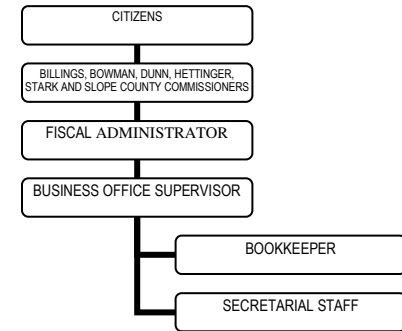 CITIZENS
BILLINGS, BOWMAN, DUNN, HETTINGER,
STARK AND SLOPE COUNTY COMMISSIONERS
FISCAL ADMINISTRATOR
BUSINESS OFFICE SUPERVISOR
BOOKKEEPER
SECRETARIAL STAFF